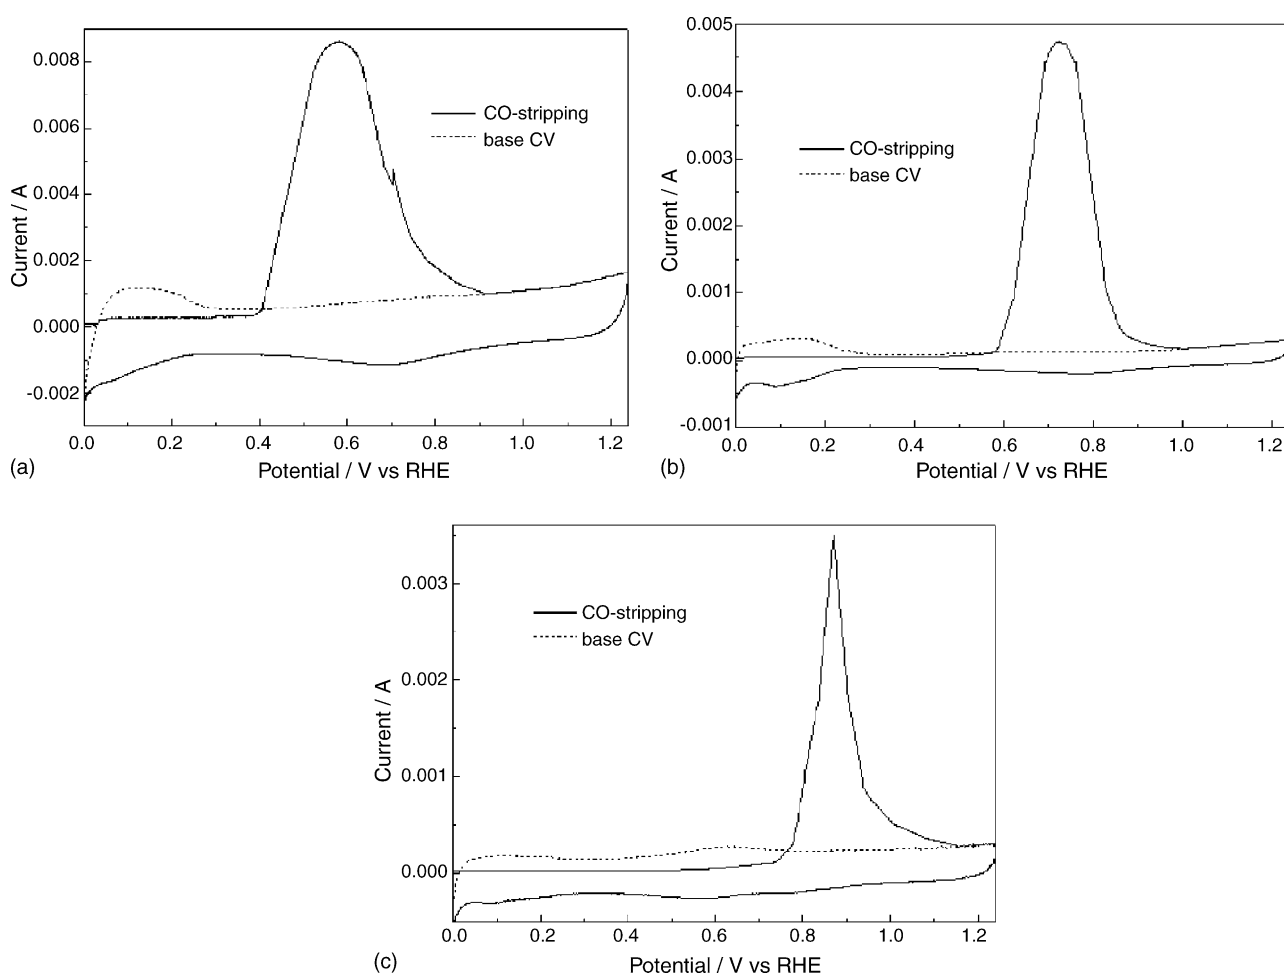 0.008
0.006
0.004
0.002
0.000
-0.002
Current / A
CO-stripping
base CV
0.0 0.2 0.4 0.6 0.8 1.0 1.2
Potential / V vs RHE
(a)
0.005
0.004
0.003
0.002
0.001
0.000
-0.001
Current / A
CO-stripping
base CV
0.0 0.2 0.4 0.6 0.8 1.0 1.2
Potential / V vs RHE
(b)
0.003
0.002
0.001
0.000
Current / A
CO-stripping
base CV
0.0 0.2 0.4 0.6 0.8 1.0 1.2
Potential / V vs RHE
(c)